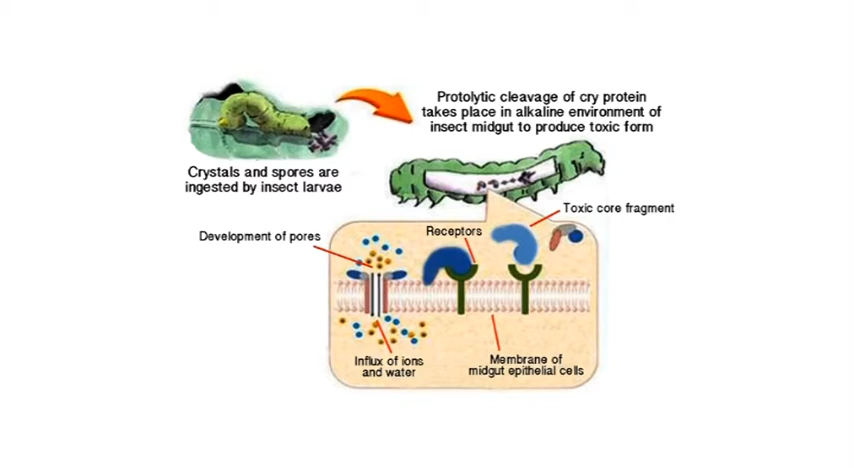 Protolytic cleavage of cry protein
takes place in alkaline environment of
insect midgut to produce toxic form
Crystals and spores are
ingested by insect larvae
Toxic core fragment
Development of pores
Receptors
Influx of ions
and water
Membrane of
midgut epithelial cells